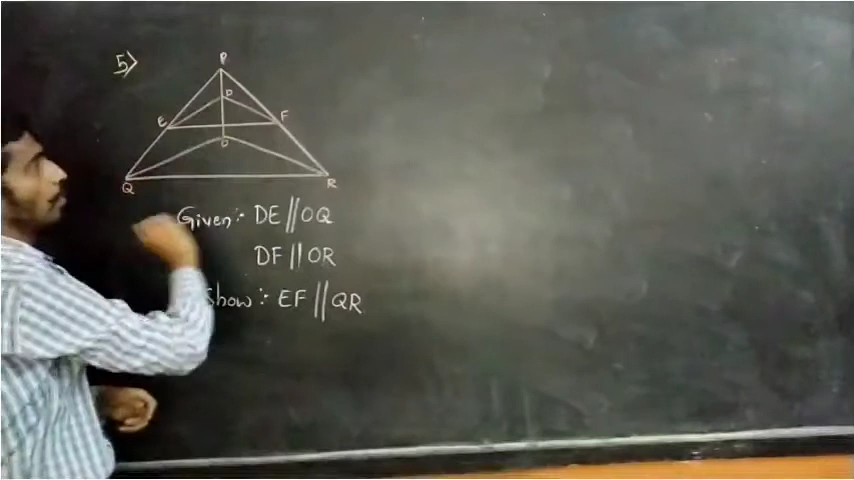 5)
P
D
E
F
O
Q
R
Given :- DE || OQ
DF || OR
Show :- EF || QR